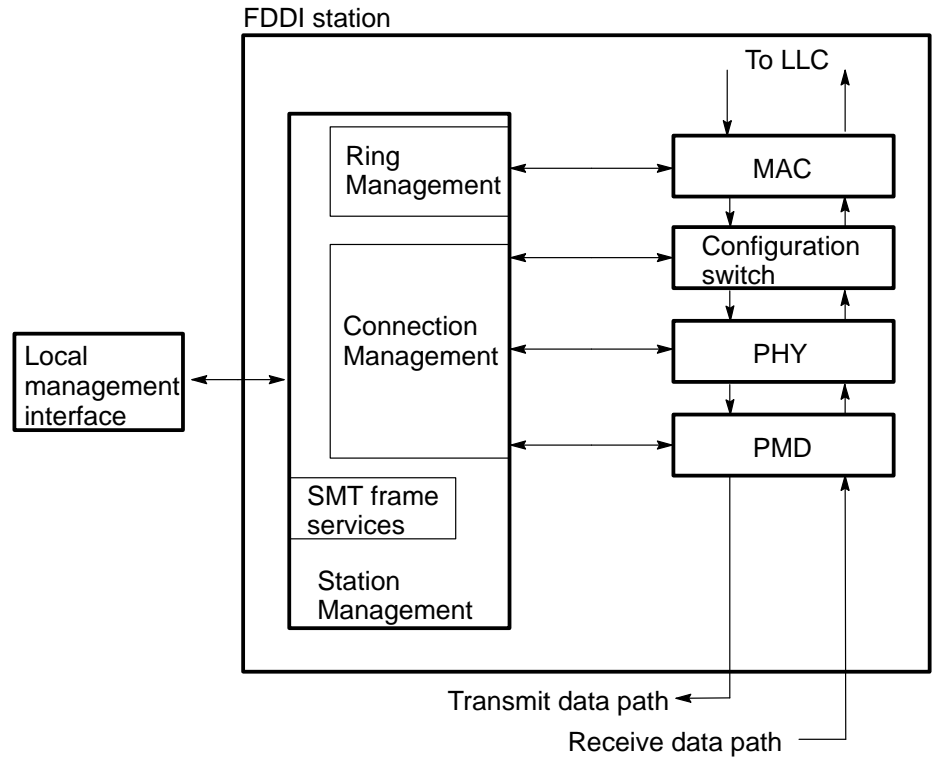 FDDI station
To LLC
Ring
Management
MAC
Configuration
switch
Connection
Management
PHY
Local
management
interface
PMD
SMT frame
services
Station
Management
Transmit data path
Receive data path